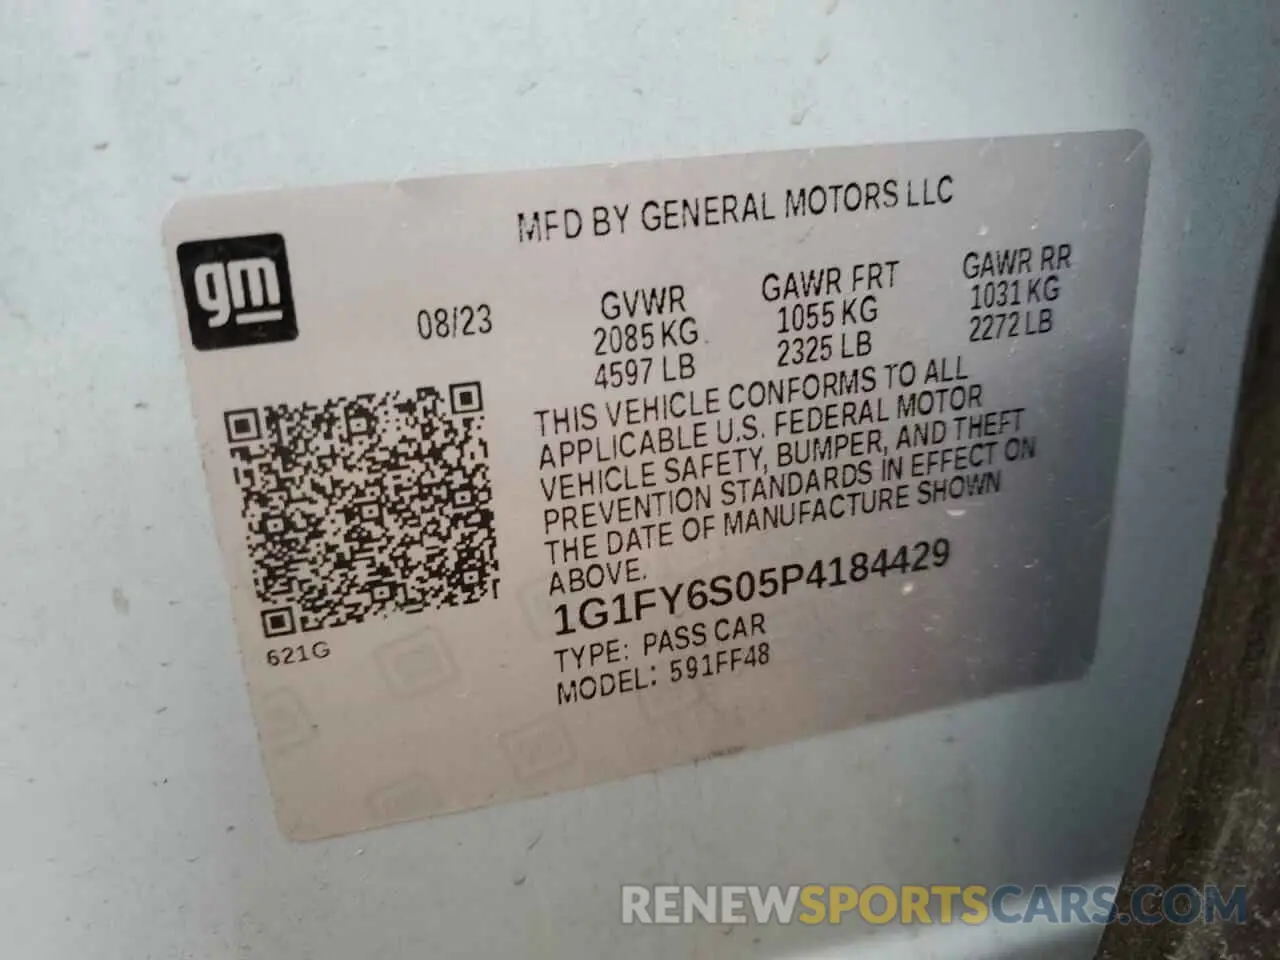 MFD BY GENERAL MOTORS LLC
gm
08/23
GVWR
2085 KG
4597 LB
GAWR FRT
1055 KG
2325 LB
GAWR RR
1031 KG
2272 LB
THIS VEHICLE CONFORMS TO ALL
APPLICABLE U.S. FEDERAL MOTOR
VEHICLE SAFETY, BUMPER, AND THEFT
PREVENTION STANDARDS IN EFFECT ON
THE DATE OF MANUFACTURE SHOWN
ABOVE.
1G1FY6S05P4184429
TYPE: PASS CAR
MODEL: 591FF48
621G
RENEWSPORTSCARS.COM